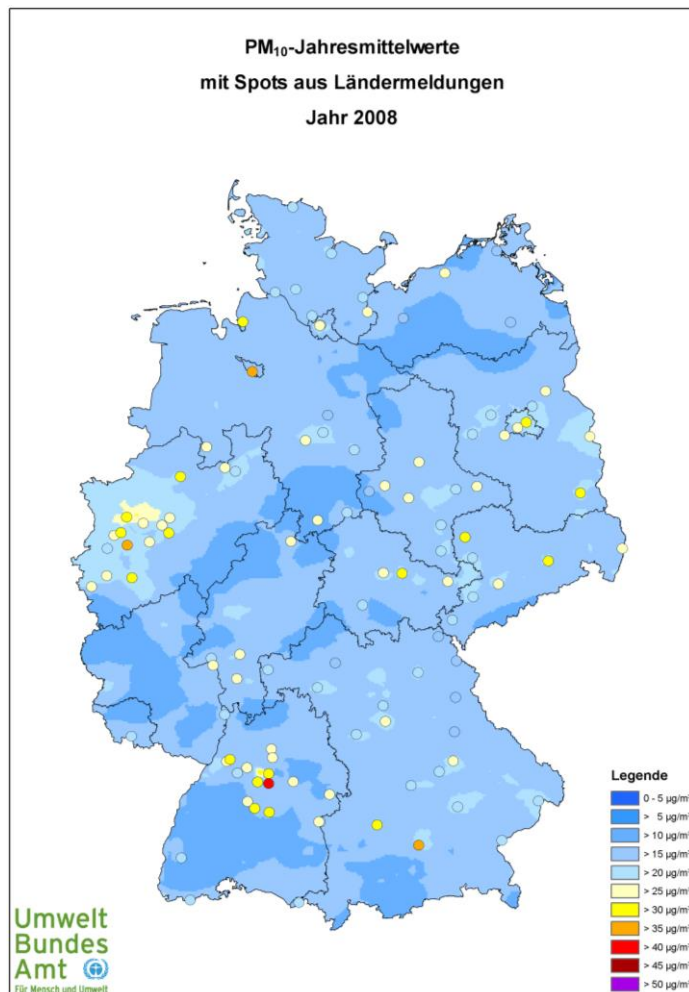 PM₁₀-Jahresmittelwerte
mit Spots aus Ländermeldungen
Jahr 2008
Legende
0 - 5 µg/m³
> 5 µg/m³
> 10 µg/m³
> 15 µg/m³
> 20 µg/m³
> 25 µg/m³
> 30 µg/m³
> 35 µg/m³
> 40 µg/m³
> 45 µg/m³
> 50 µg/m³
Umwelt
Bundes
Amt
Für Mensch und Umwelt